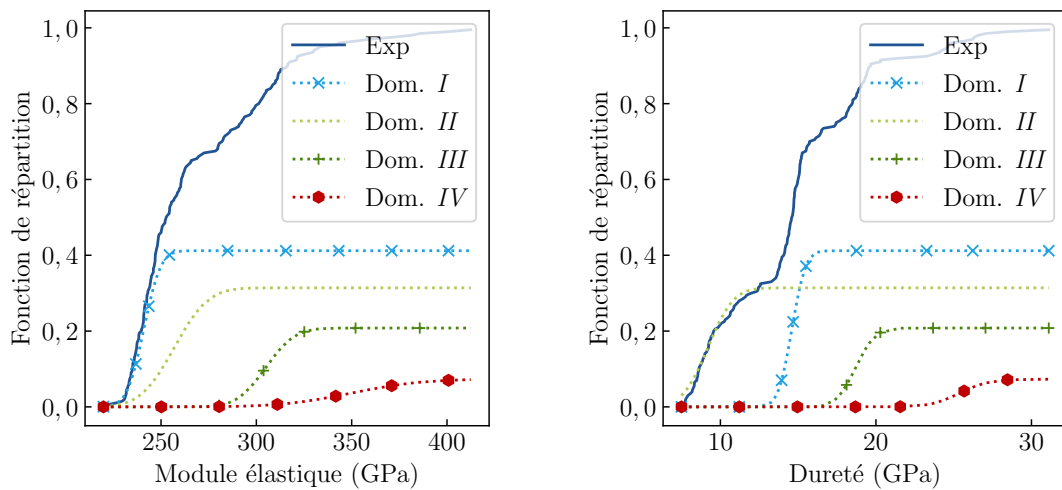 Fonction de répartition
1,0
0,8
0,6
0,4
0,2
0,0
Exp
Dom. I
Dom. II
Dom. III
Dom. IV
250
300
350
400
Module élastique (GPa)
Fonction de répartition
1,0
0,8
0,6
0,4
0,2
0,0
Exp
Dom. I
Dom. II
Dom. III
Dom. IV
10
20
30
Dureté (GPa)